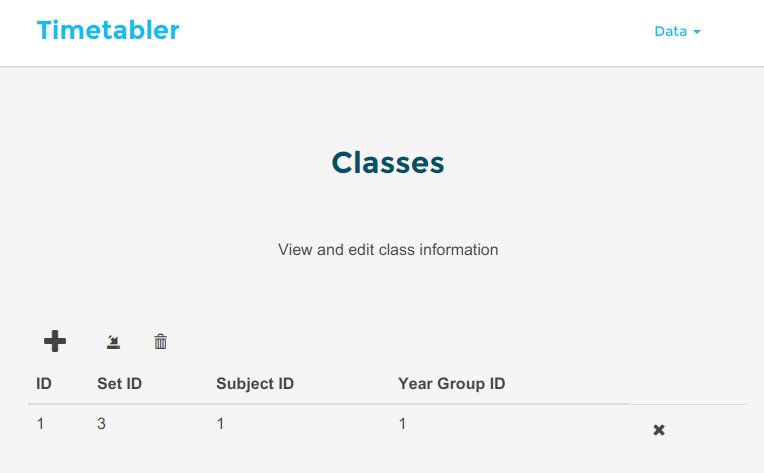 Timetabler Data
Classes
View and edit class information
ID Set ID Subject ID Year Group ID
1 3 1 1